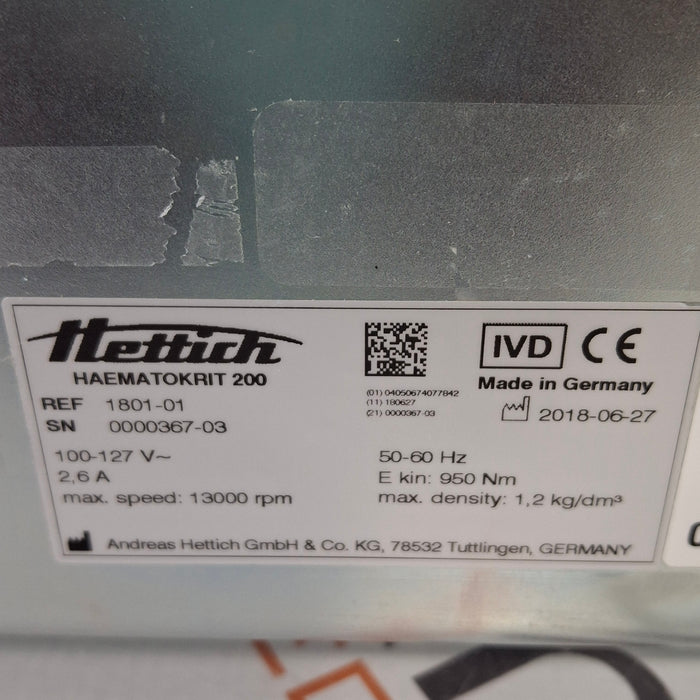 Hettich
HAEMATOKRIT 200
REF 1801-01
SN 0000367-03
100-127 V~
2,6 A
max. speed: 13000 rpm
(01) 04050674077842
(11) 180627
(21) 0000367-03
IVD CE
Made in Germany
2018-06-27
50-60 Hz
E kin: 950 Nm
max. density: 1,2 kg/dm³
Andreas Hettich GmbH & Co. KG, 78532 Tuttlingen, GERMANY